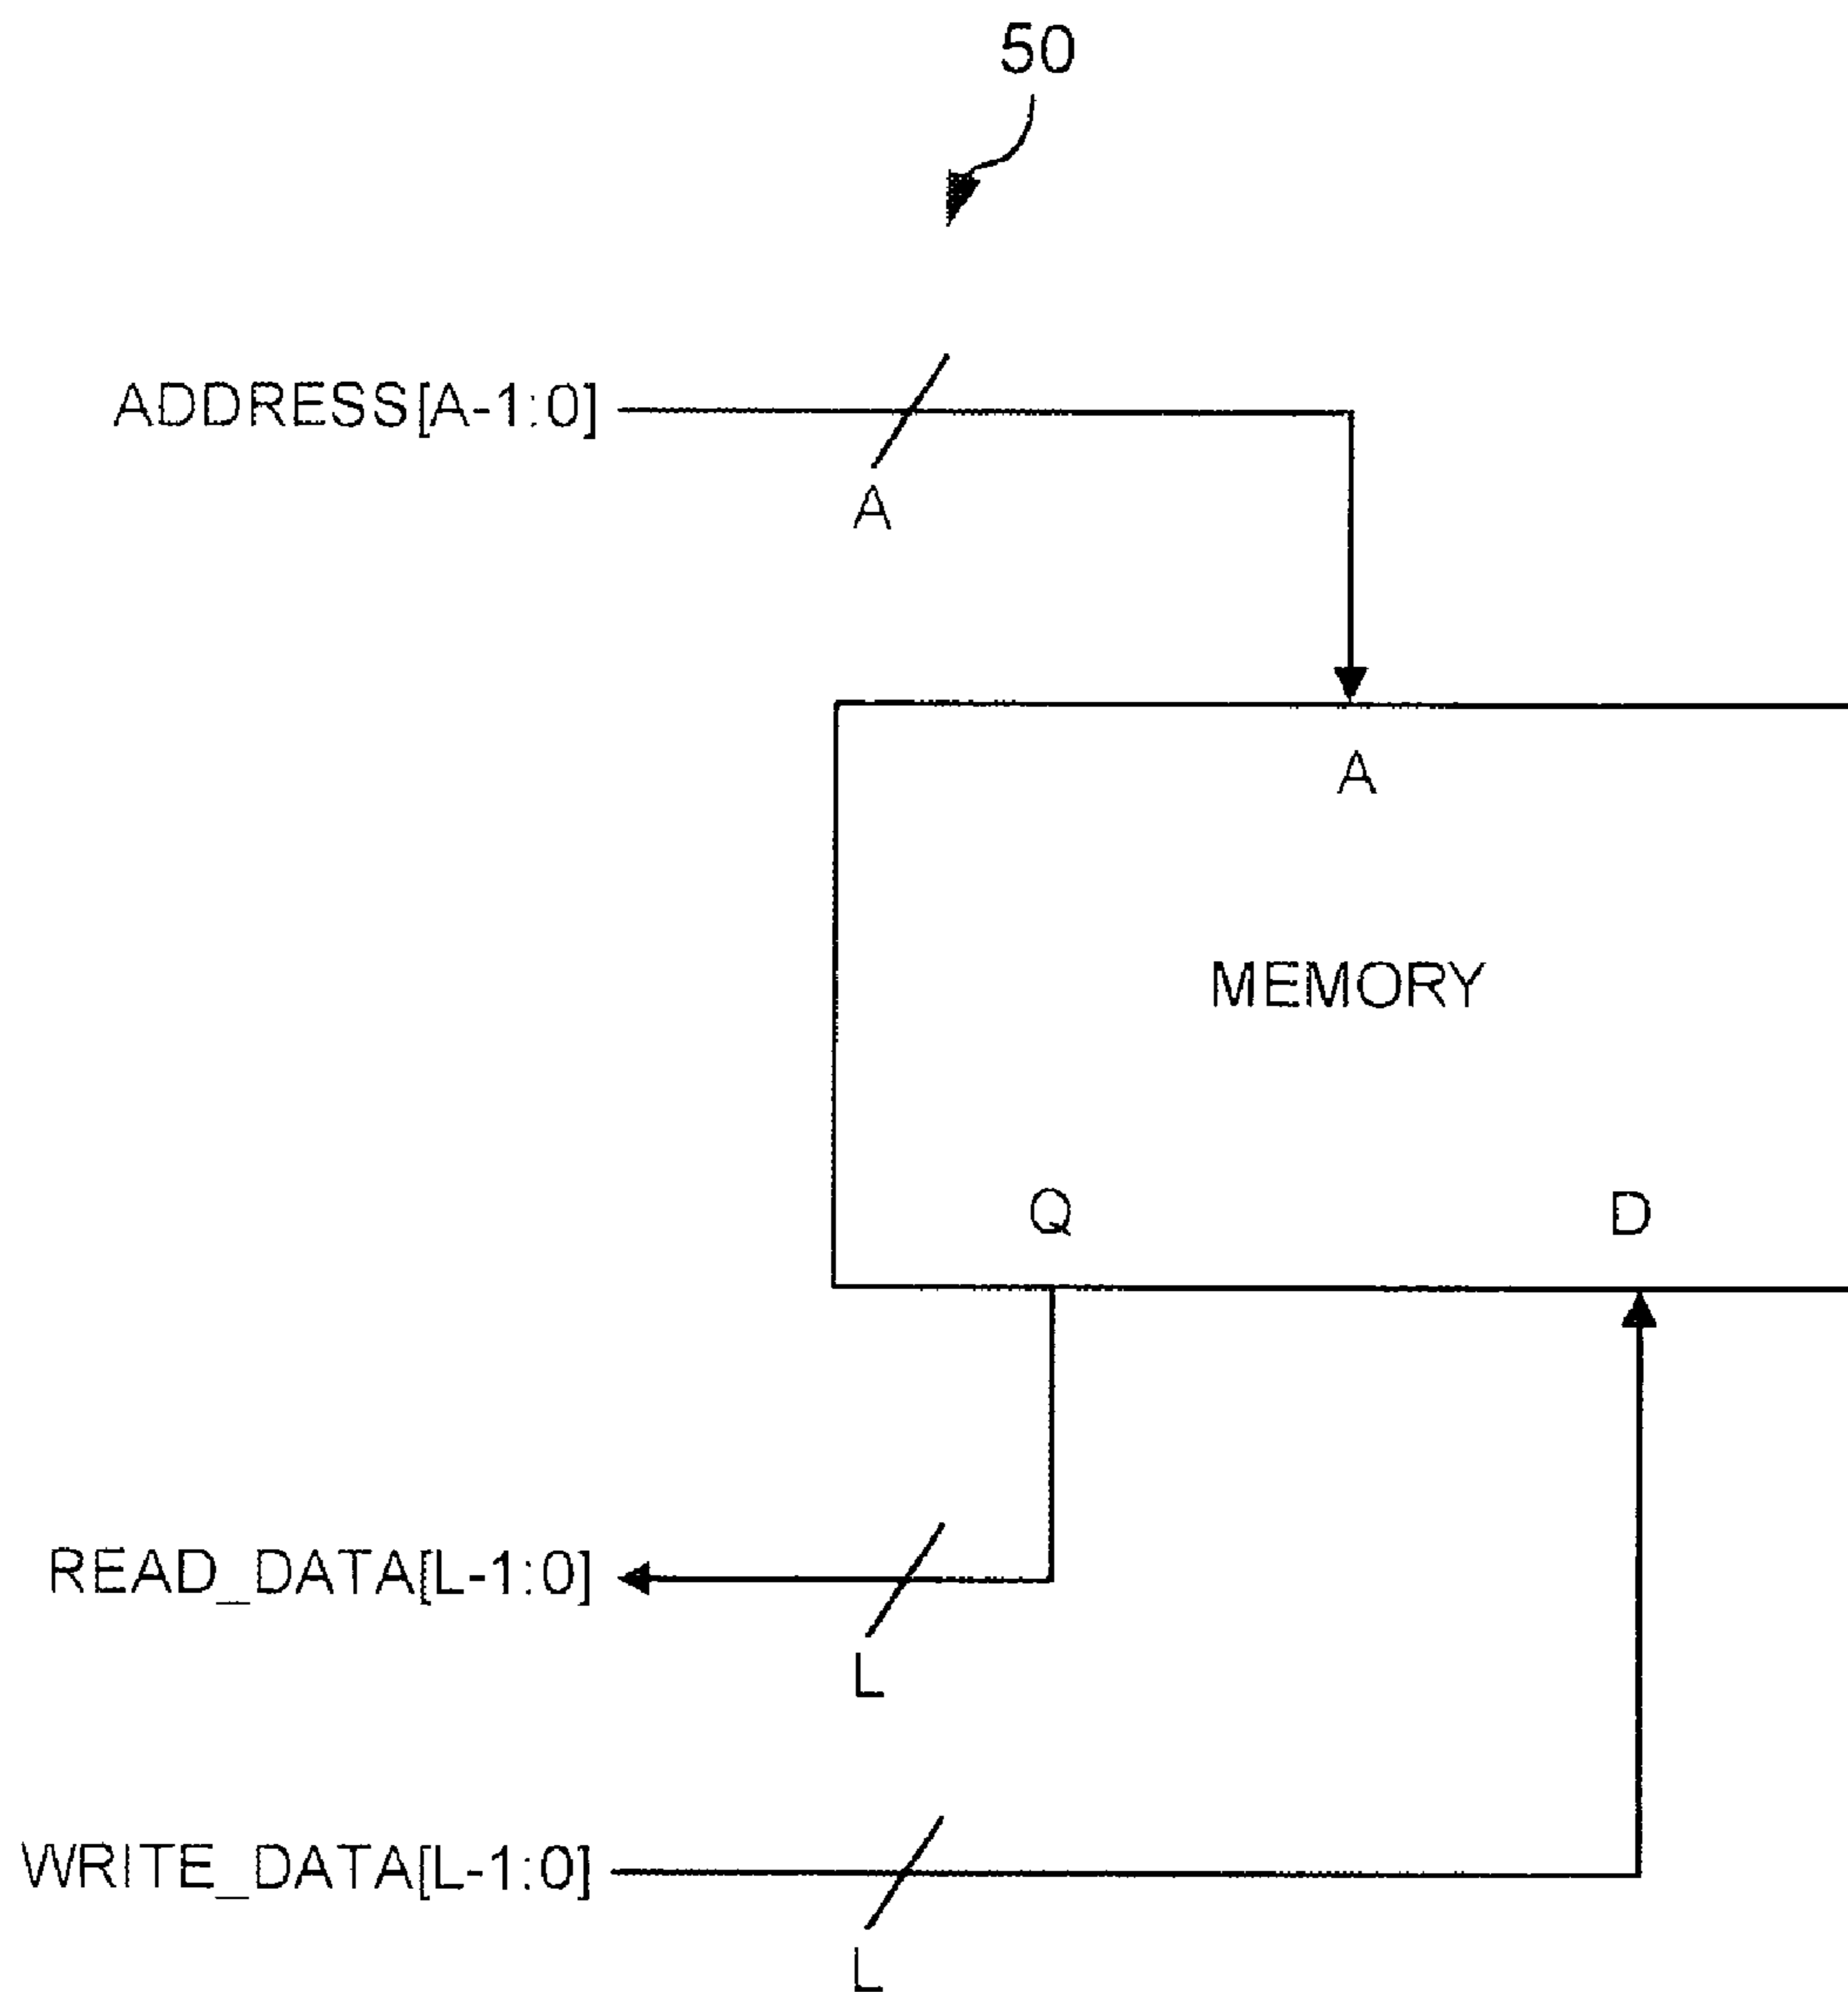 50
ADDRESS[A-1:0]
A
A
MEMORY
Q D
READ_DATA[L-1:0]
L
WRITE_DATA[L-1:0]
L